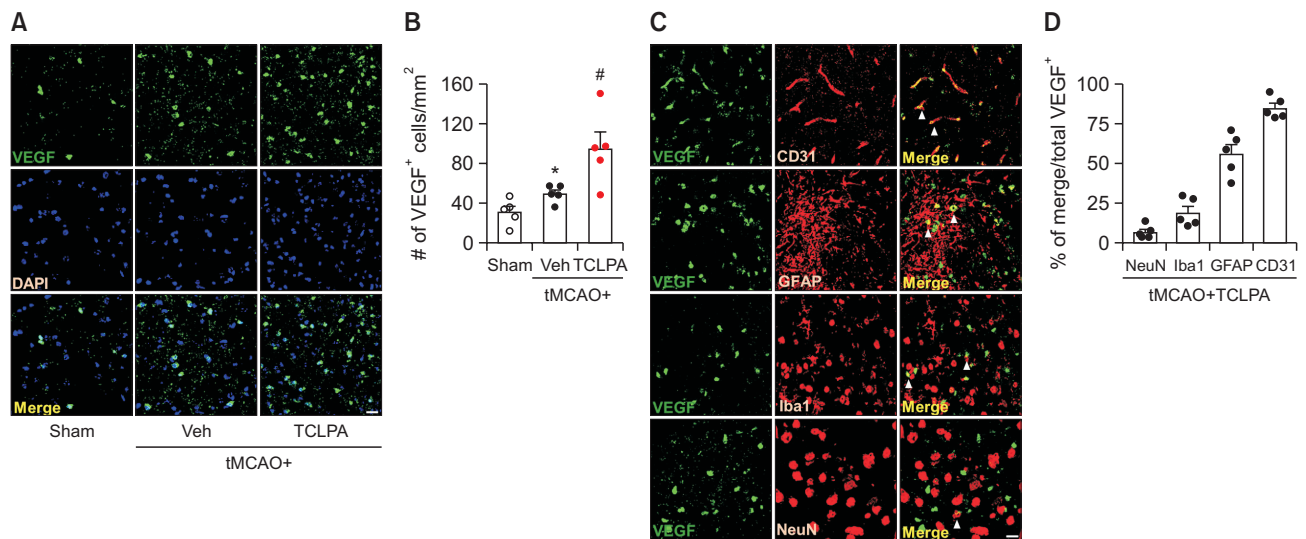 A
VEGF
DAPI
Merge
Sham Veh TCLPA
tMCAO+
B
# of VEGF⁺ cells/mm²
160
120
80
40
0
*
#
Sham Veh TCLPA
tMCAO+
C
VEGF CD31 Merge
VEGF GFAP Merge
VEGF Iba1 Merge
VEGF NeuN Merge
D
% of merge/total VEGF⁺
100
75
50
25
0
NeuN Iba1 GFAP CD31
tMCAO+TCLPA